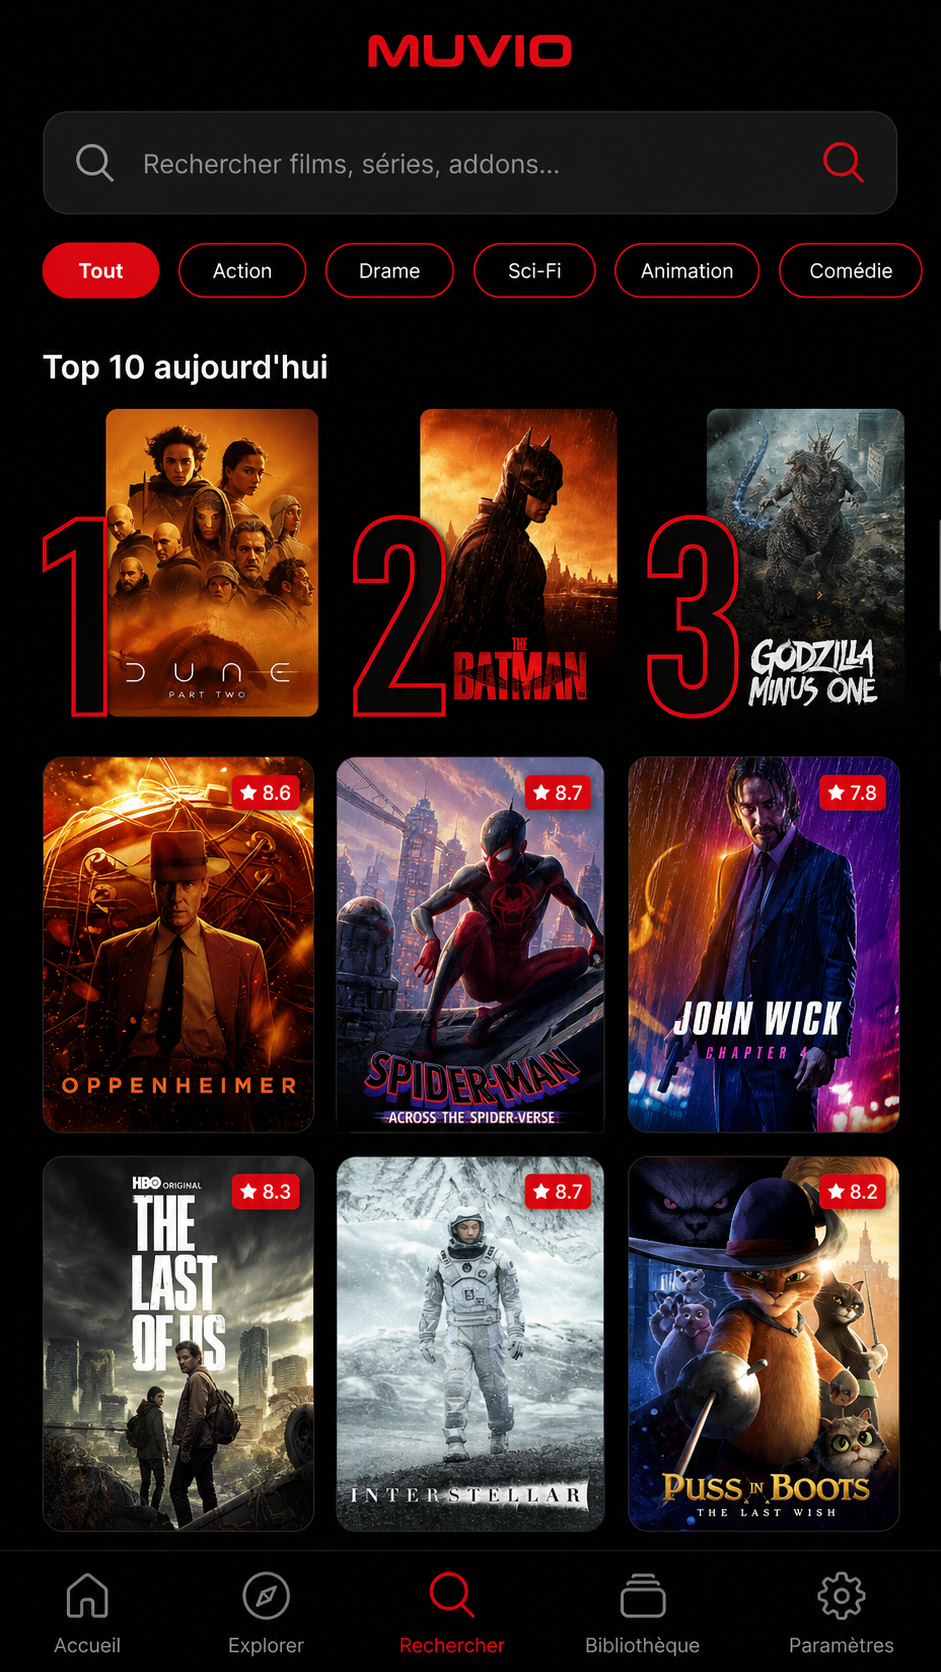 MUVIO
Rechercher films, séries, addons...
Tout
Action
Drame
Sci-Fi
Animation
Comédie
Top 10 aujourd'hui
1
DUNE
PART TWO
2
THE
BATMAN
3
GODZILLA
MINUS ONE
8.6
OPPENHEIMER
8.7
SPIDER-MAN
ACROSS THE SPIDER-VERSE
7.8
JOHN WICK
CHAPTER 4
HBO ORIGINAL
8.3
THE
LAST
OF US
8.7
INTERSTELLAR
8.2
PUSS IN BOOTS
THE LAST WISH
Accueil
Explorer
Rechercher
Bibliothèque
Paramètres